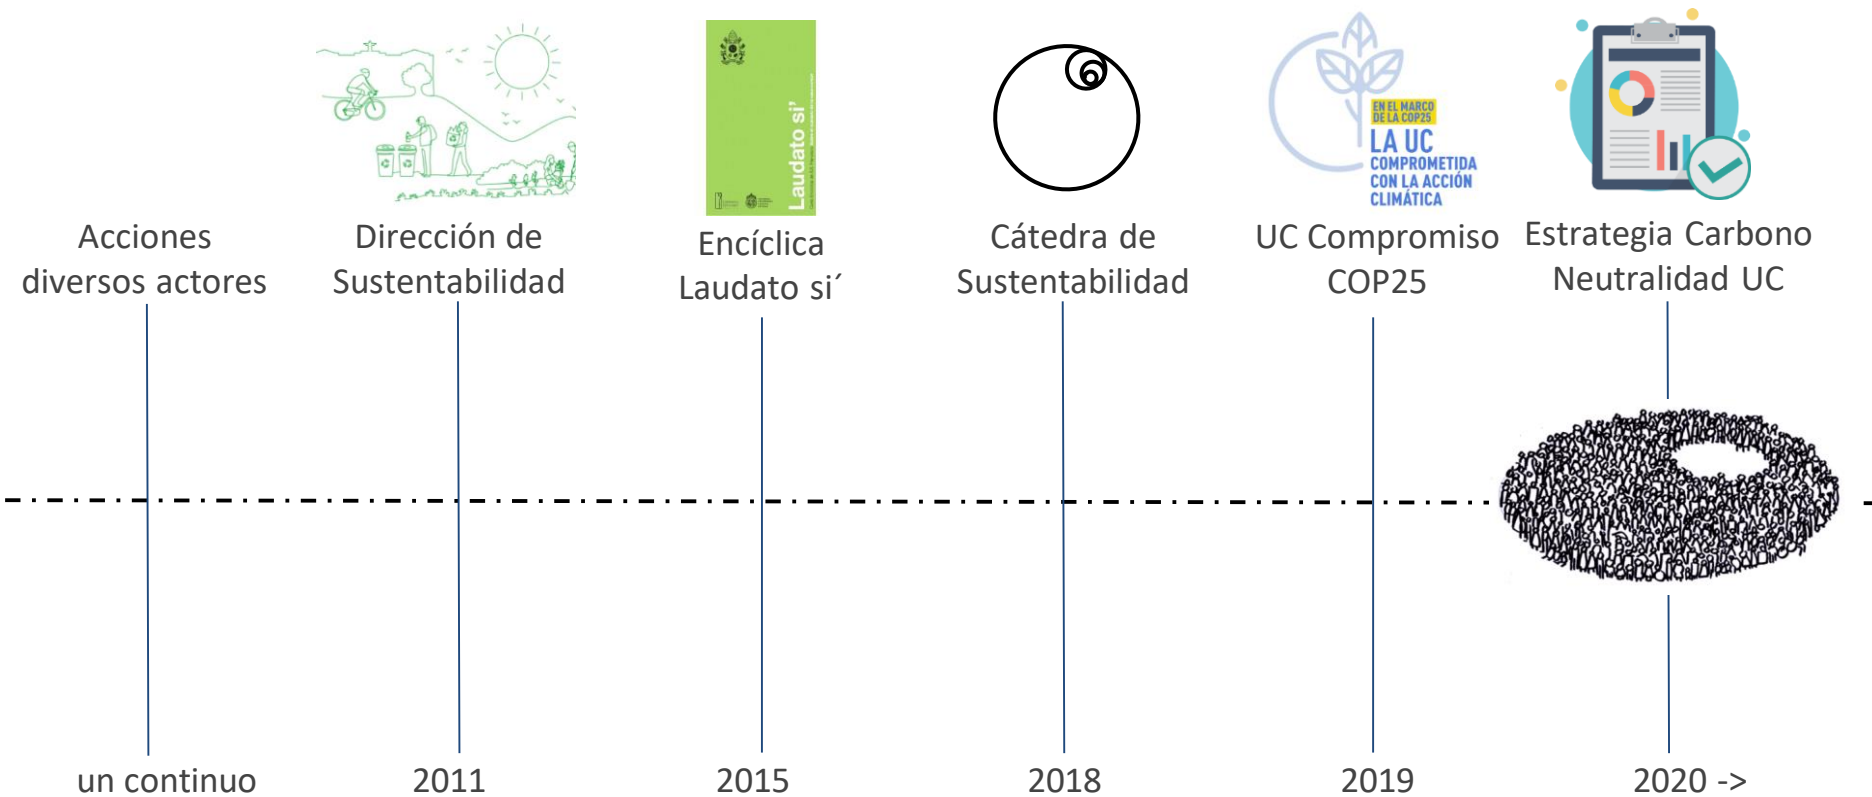 Laudato si’
EN EL MARCO
DE LA COP25
LA UC
COMPROMETIDA
CON LA ACCIÓN
CLIMÁTICA
Acciones
diversos actores
Dirección de
Sustentabilidad
Encíclica
Laudato si´
Cátedra de
Sustentabilidad
UC Compromiso
COP25
Estrategia Carbono
Neutralidad UC
un continuo
2011
2015
2018
2019
2020 ->